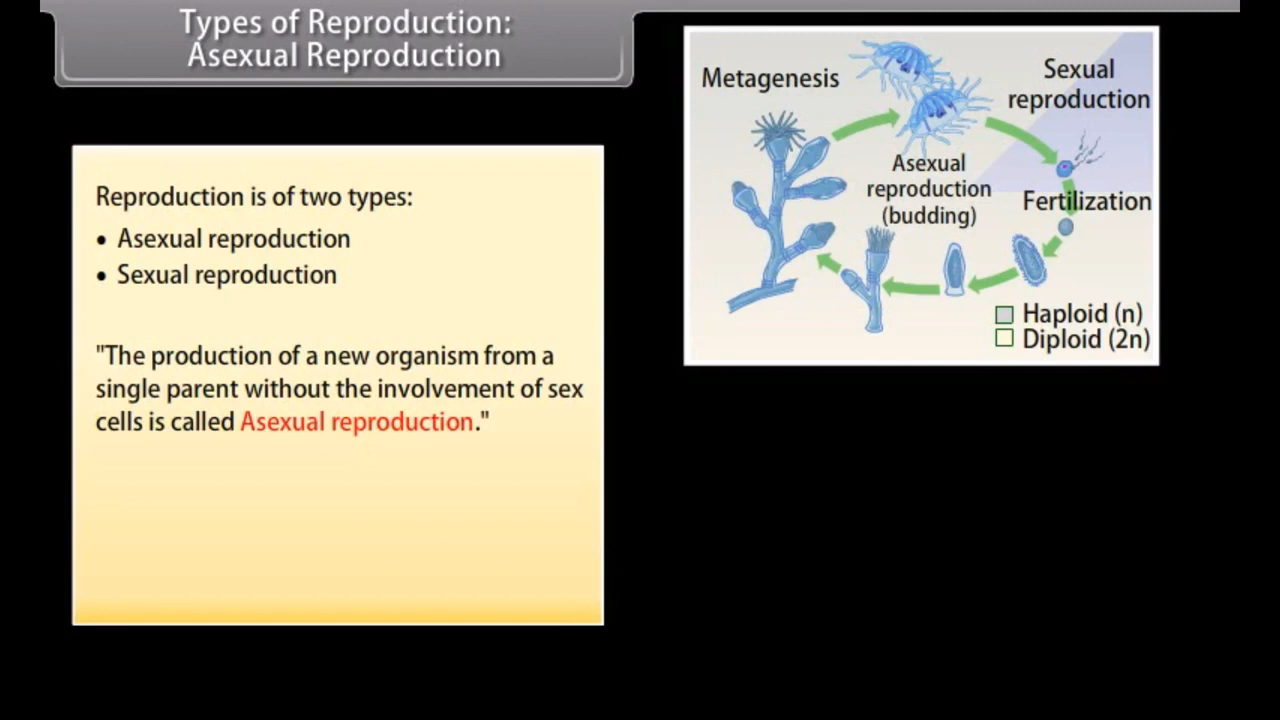 Types of Reproduction:
Asexual Reproduction
Reproduction is of two types:
• Asexual reproduction
• Sexual reproduction
"The production of a new organism from a
single parent without the involvement of sex
cells is called Asexual reproduction."
Metagenesis
Sexual
reproduction
Asexual
reproduction
(budding)
Fertilization
Haploid (n)
Diploid (2n)